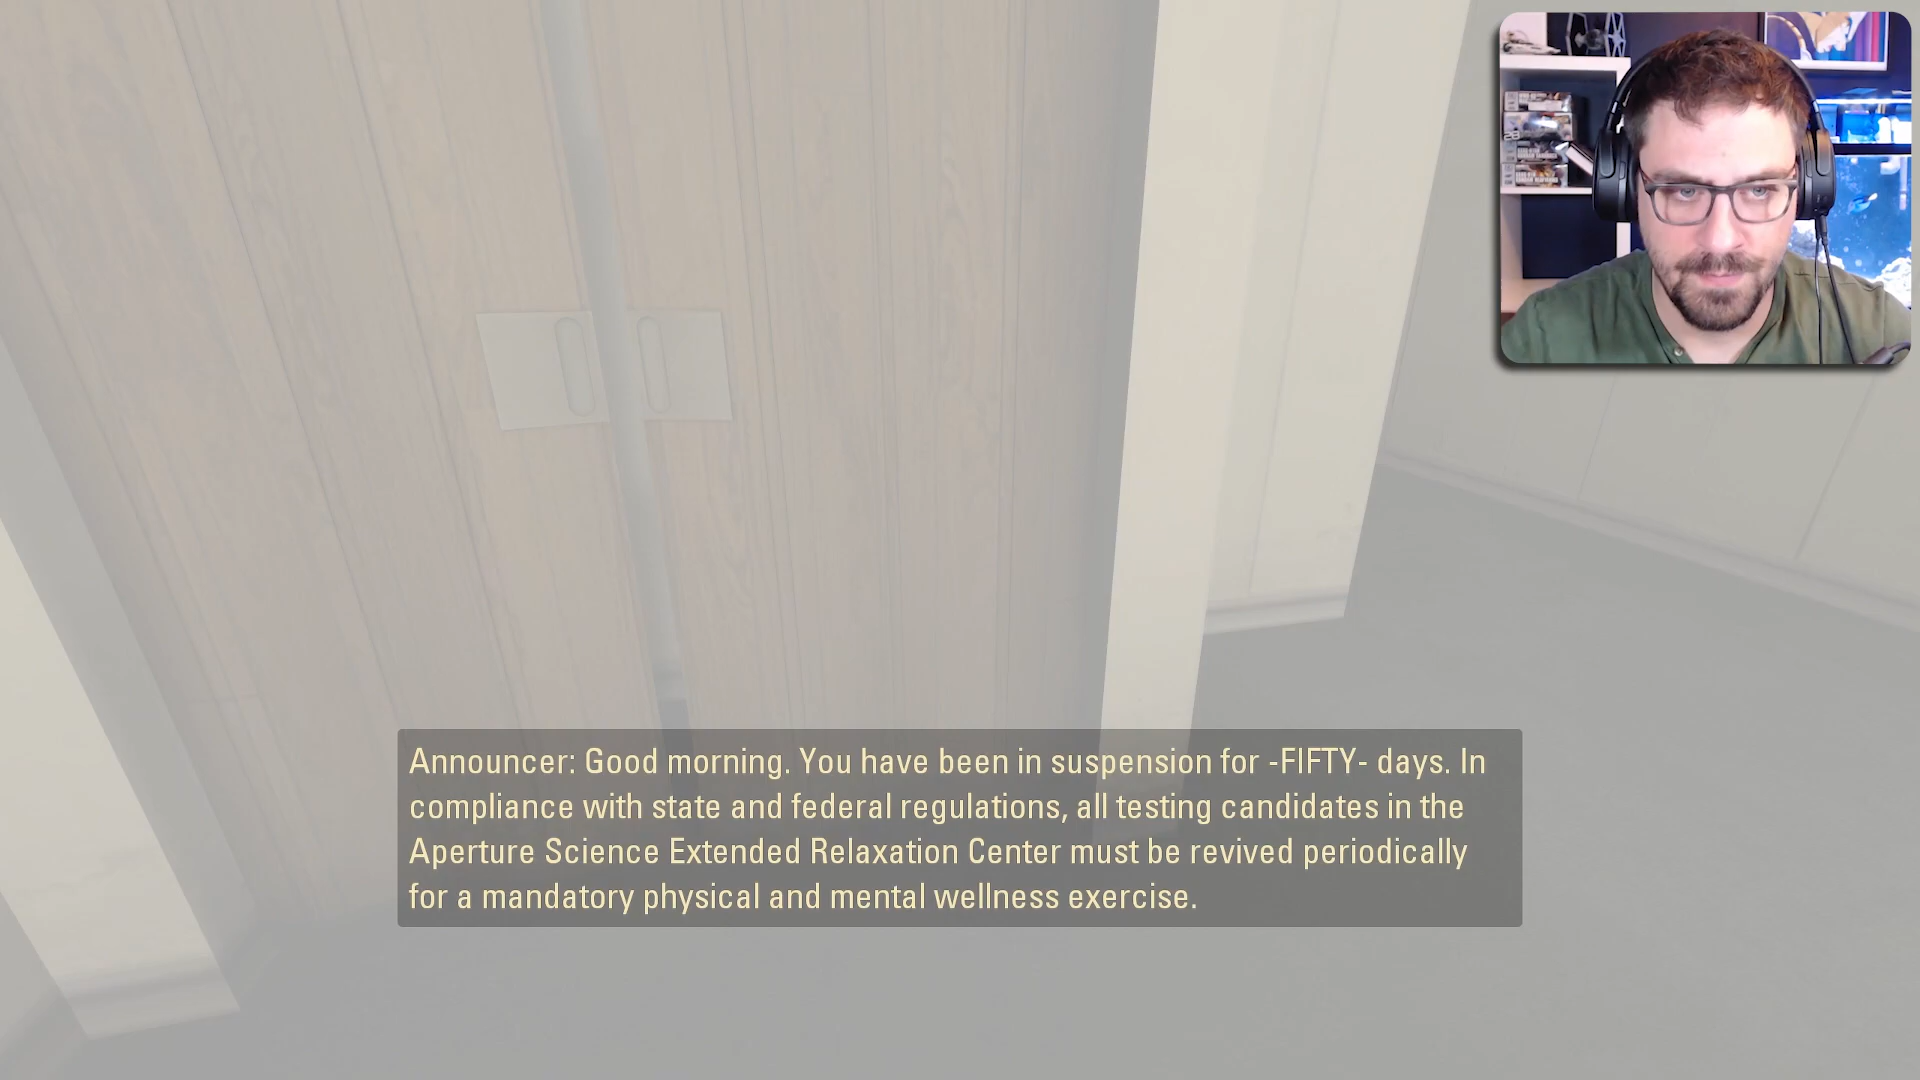 Announcer: Good morning. You have been in suspension for -FIFTY- days. In
compliance with state and federal regulations, all testing candidates in the
Aperture Science Extended Relaxation Center must be revived periodically
for a mandatory physical and mental wellness exercise.